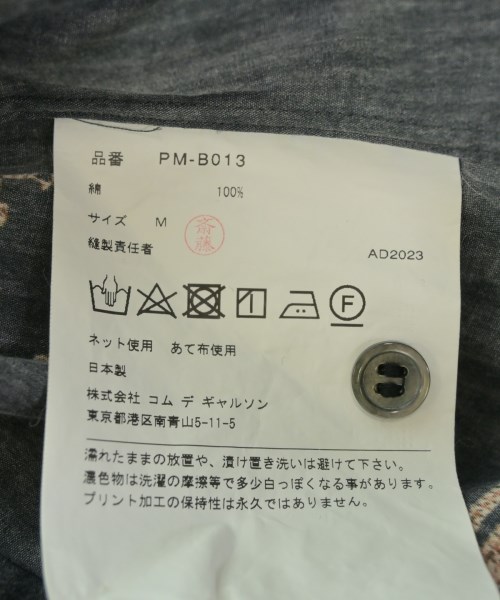 品番 PM-B013
綿 100%
サイズ M
斎藤
縫製責任者
AD2023
F
ネット使用 あて布使用
日本製
株式会社 コム デ ギャルソン
東京都港区南青山5-11-5
濡れたままの放置や、漬け置き洗いは避けて下さい。
濃色物は洗濯の摩擦等で多少白っぽくなる事があります。
プリント加工の保持性は永久ではありません。